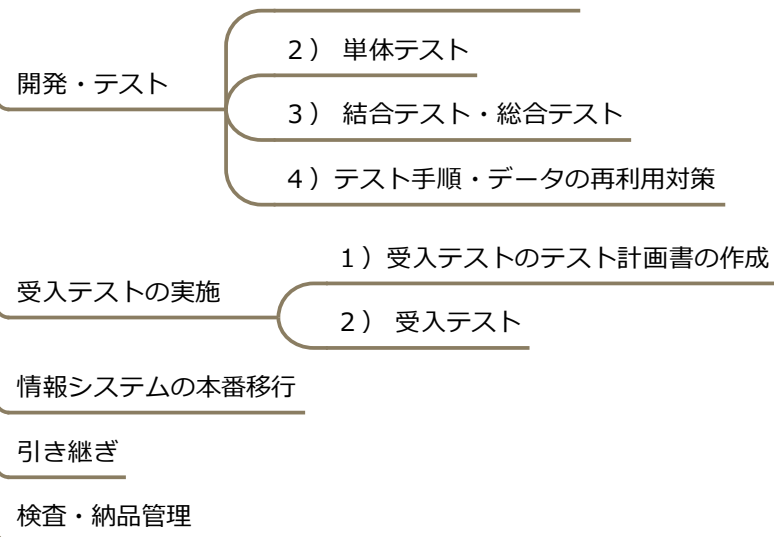 2） 単体テスト
開発・テスト
3） 結合テスト・総合テスト
4）テスト手順・データの再利用対策
1）受入テストのテスト計画書の作成
受入テストの実施
2） 受入テスト
情報システムの本番移行
引き継ぎ
検査・納品管理